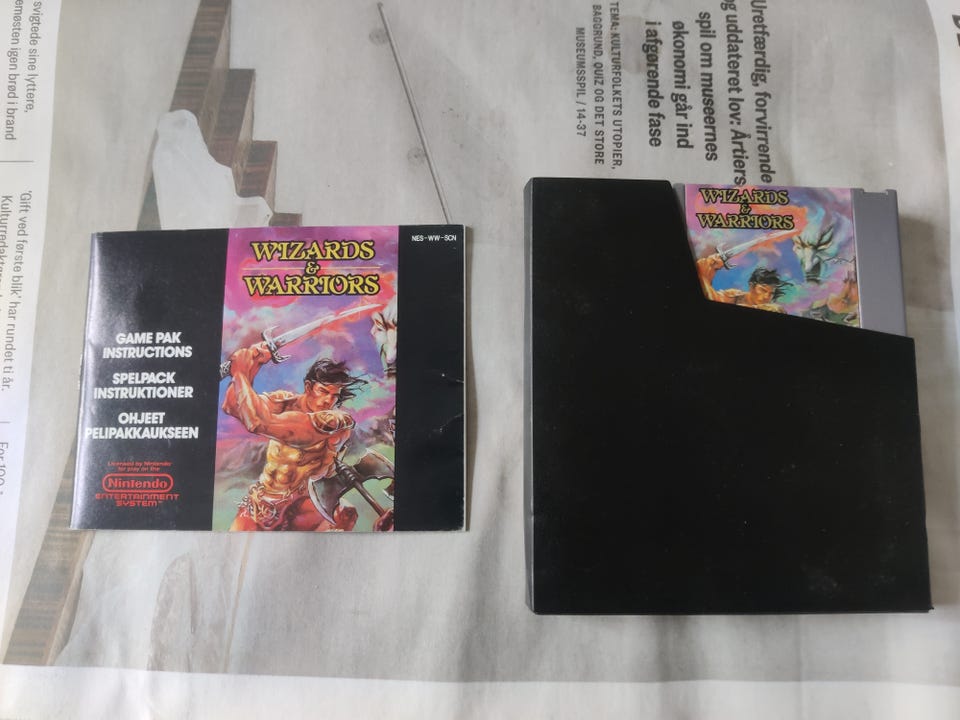 NES-WW-SCN
WIZARDS
&
WARRIORS
GAME PAK
INSTRUCTIONS
SPELPACK
INSTRUKTIONER
OHJEET
PELIPAKKAUKSEEN
Licensed by Nintendo
for play on the
Nintendo
ENTERTAINMENT
SYSTEM™
WIZARDS
&
WARRIORS
Uretfærdig, forvirrende
uddateret lov: Årtiers
spil om museernes
økonomi går ind
i afgørende fase
TEMA: KULTURFOLKETS UTOPIER,
BAGGRUND, QUIZ OG DET STORE
MUSEUMSSPIL / 14-37
svigtede sine lyttere,
igen brød i brand
'Gift ved første blik' har rundet ti år.